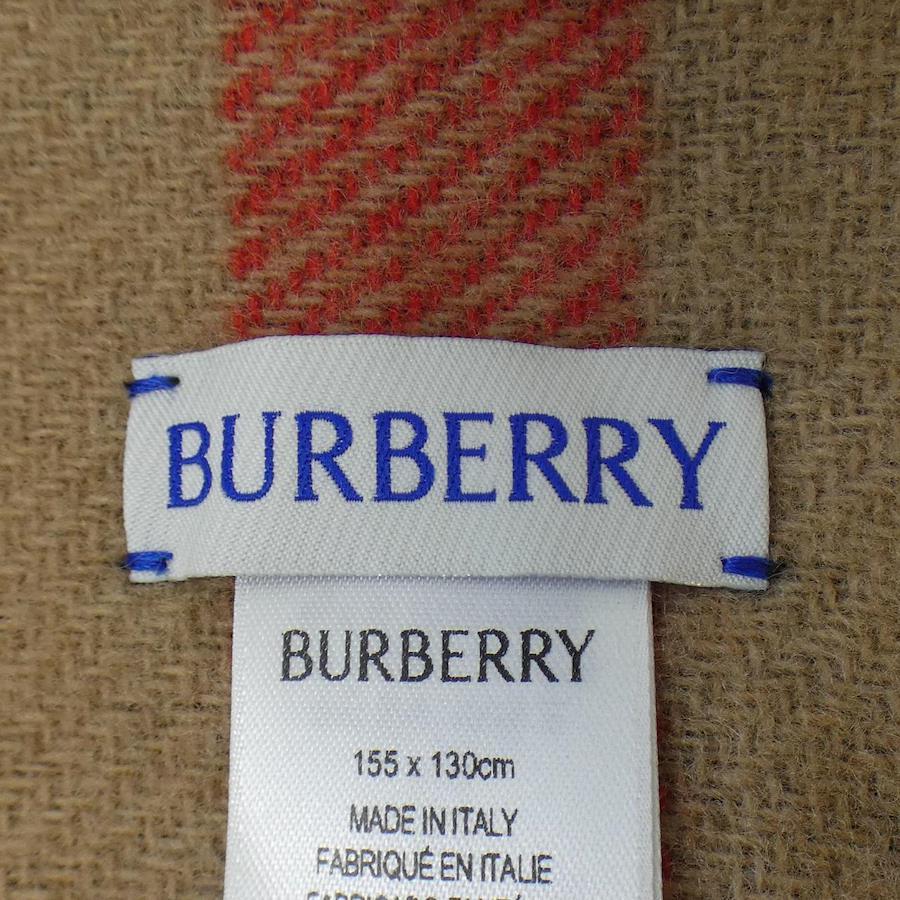 BURBERRY
BURBERRY
155 x 130cm
MADE IN ITALY
FABRIQUÉ EN ITALIE